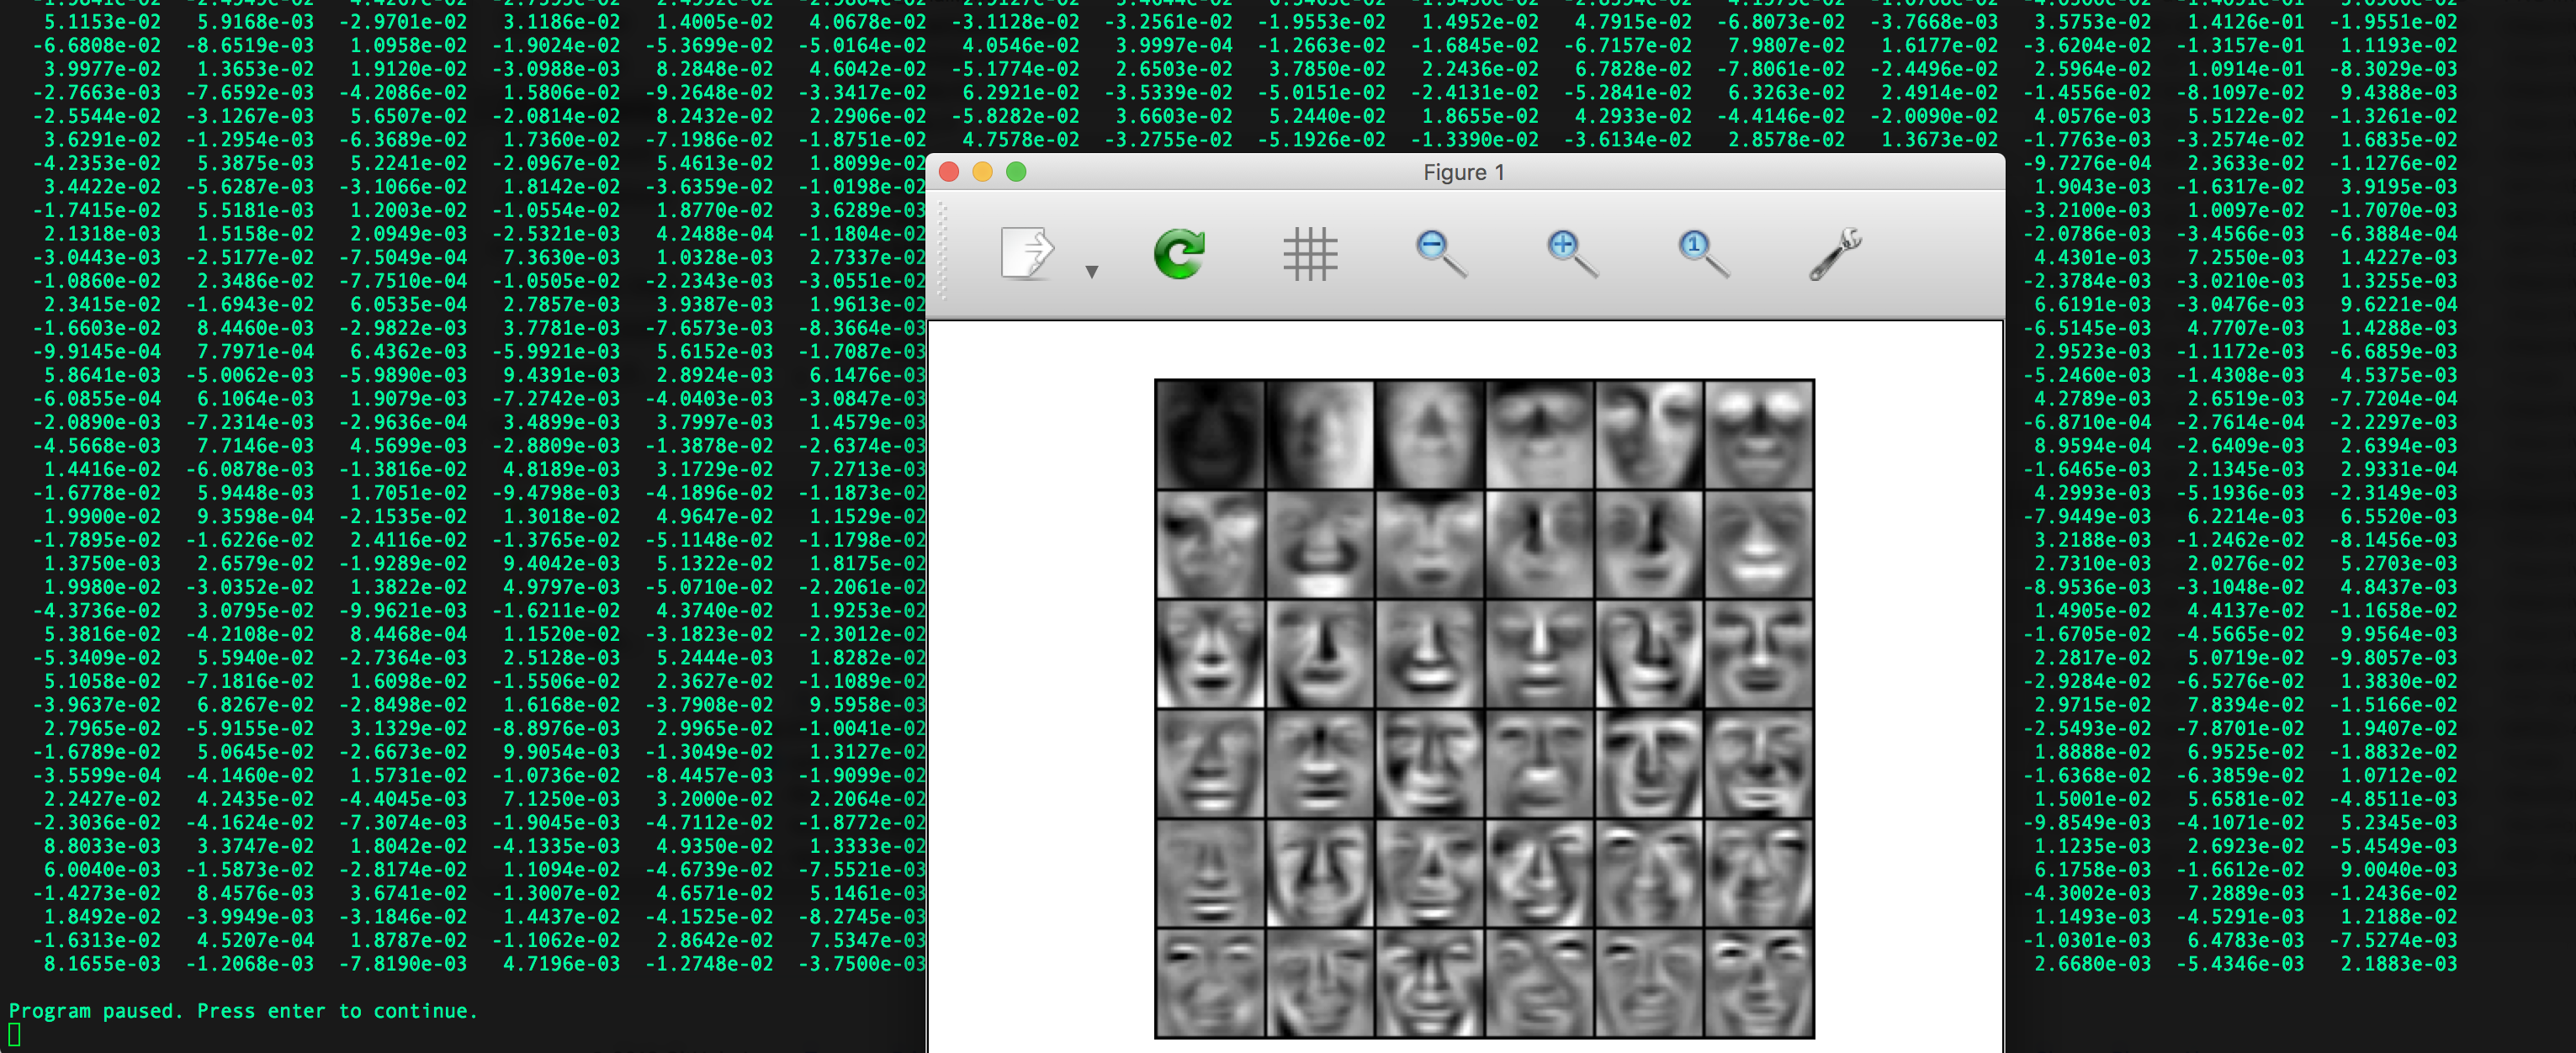 5.1153e-02 5.9168e-03 -2.9701e-02 3.1186e-02 1.4005e-02 4.0678e-02 -3.1128e-02 -3.2561e-02 -1.9553e-02 1.4952e-02 4.7915e-02 -6.8073e-02 -3.7668e-03 3.5753e-02 1.4126e-01 -1.9551e-02
-6.6808e-02 -8.6519e-03 1.0958e-02 -1.9024e-02 -5.3699e-02 -5.0164e-02 4.0546e-02 3.9997e-04 -1.2663e-02 -1.6845e-02 -6.7157e-02 7.9807e-02 1.6177e-02 -3.6204e-02 -1.3157e-01 1.1193e-02
3.9977e-02 1.3653e-02 1.9120e-02 -3.0988e-03 8.2848e-02 4.6042e-02 -5.1774e-02 2.6503e-02 3.7850e-02 2.2436e-02 6.7828e-02 -7.8061e-02 -2.4496e-02 2.5964e-02 1.0914e-01 -8.3029e-03
-2.7663e-03 -7.6592e-03 -4.2086e-02 1.5806e-02 -9.2648e-02 -3.3417e-02 6.2921e-02 -3.5339e-02 -5.0151e-02 -2.4131e-02 -5.2841e-02 6.3263e-02 2.4914e-02 -1.4556e-02 -8.1097e-02 9.4388e-03
-2.5544e-02 -3.1267e-03 5.6507e-02 -2.0814e-02 8.2432e-02 2.2906e-02 -5.8282e-02 3.6603e-02 5.2440e-02 1.8655e-02 4.2933e-02 -4.4146e-02 -2.0090e-02 4.0576e-03 5.5122e-02 -1.3261e-02
3.6291e-02 -1.2954e-03 -6.3689e-02 1.7360e-02 -7.1986e-02 -1.8751e-02 4.7578e-02 -3.2755e-02 -5.1926e-02 -1.3390e-02 -3.6134e-02 2.8578e-02 1.3673e-02 -1.7763e-03 -3.2574e-02 1.6835e-02
-4.2353e-02 5.3875e-03 5.2241e-02 -2.0967e-02 5.4613e-02 1.8099e-02 -9.7276e-04 2.3633e-02 -1.1276e-02
Figure 1
3.4422e-02 -5.6287e-03 -3.1066e-02 1.8142e-02 -3.6359e-02 -1.0198e-02 1.9043e-03 -1.6317e-02 3.9195e-03
-1.7415e-02 5.5181e-03 1.2003e-02 -1.0554e-02 1.8770e-02 3.6289e-03 -3.2100e-03 1.0097e-02 -1.7070e-03
2.1318e-03 1.5158e-02 2.0949e-03 -2.5321e-03 4.2488e-04 -1.1804e-02 -2.0786e-03 -3.4566e-03 -6.3884e-04
-3.0443e-03 -2.5177e-02 -7.5049e-04 7.3630e-03 1.0328e-02 2.7337e-02 4.4301e-03 7.2550e-03 1.4227e-03
-1.0860e-02 2.3486e-02 -7.7510e-04 -1.0505e-02 -2.2343e-02 -3.0551e-02 -2.3784e-03 -3.0210e-03 1.3255e-02
2.3415e-02 -1.6943e-02 6.0535e-04 2.7857e-03 3.9387e-03 1.9613e-02 6.6191e-03 -3.0476e-03 9.6221e-04
-1.6603e-02 8.4460e-03 -2.9822e-03 3.7781e-03 -7.6573e-03 -8.3664e-03 -6.5145e-03 4.7707e-03 1.4288e-03
-9.9145e-04 7.7971e-04 6.4362e-03 -5.9921e-03 5.6152e-03 -1.7087e-03 2.9523e-03 -1.1172e-03 -6.6859e-03
5.8641e-03 -5.0062e-03 -5.9890e-03 9.4391e-03 2.8924e-04 6.1476e-03 -5.2460e-03 -1.4308e-03 4.5375e-03
-6.0855e-04 6.1064e-03 1.9079e-03 -7.2742e-03 -4.0403e-03 -3.0847e-03 4.2789e-03 2.6519e-03 -7.7204e-04
-2.0890e-03 -7.2314e-03 -2.9636e-04 3.4899e-03 3.7997e-03 1.4579e-03 -6.8710e-04 -2.7614e-04 -2.2297e-03
-4.5668e-03 7.7146e-03 4.5699e-03 -2.8809e-03 -1.3878e-02 -2.6374e-03 8.9594e-04 -2.6409e-03 2.6394e-03
1.4416e-02 -6.0878e-03 -1.3816e-02 4.8189e-03 3.1729e-02 7.2713e-03 -1.6465e-03 2.1345e-03 2.9331e-04
-1.6778e-02 5.9448e-03 1.7051e-02 -9.4798e-03 -4.1896e-02 -1.1873e-02 4.2993e-03 -5.1936e-03 -2.3149e-03
1.9900e-02 9.3598e-04 -2.1535e-02 1.3018e-02 4.9647e-02 1.1529e-02 -7.9449e-03 6.2214e-03 6.5520e-03
-1.7895e-02 -1.6226e-02 2.4116e-02 -1.3765e-02 -5.1148e-02 -1.1798e-02 3.2188e-03 -1.2462e-02 -8.1456e-03
1.3750e-03 2.6579e-02 -1.9289e-02 9.4042e-03 5.1322e-02 1.8175e-02 2.7310e-03 2.0276e-02 5.2703e-03
1.9980e-02 -3.0352e-02 1.3822e-02 4.9797e-03 -5.0710e-02 -2.2061e-02 -8.9536e-03 -3.1048e-02 4.8437e-03
-4.3736e-02 3.0795e-02 -9.9621e-03 -1.6211e-02 4.3740e-02 1.9253e-02 1.4905e-02 4.4137e-02 -1.1658e-02
5.3816e-02 -4.2108e-02 8.4468e-04 1.1520e-02 -3.1823e-02 -2.3012e-02 -1.6705e-02 -4.5665e-02 9.9564e-03
-5.3409e-02 5.5940e-02 -2.7364e-03 2.5128e-03 5.2444e-03 1.8282e-02 2.2817e-02 5.0719e-02 -9.8057e-03
5.1058e-02 -7.1816e-02 1.6098e-02 -1.5506e-02 2.3627e-02 -1.1089e-02 -2.9284e-02 -6.5276e-02 1.3830e-02
-3.9637e-02 6.8267e-02 -2.8498e-02 1.6168e-02 -3.7908e-02 9.5958e-03 2.9715e-02 7.8394e-02 -1.5166e-02
2.7965e-02 -5.9155e-02 3.1329e-02 -8.8976e-03 2.9965e-02 -1.0041e-02 -2.5493e-02 -7.8701e-02 1.9407e-02
-1.6789e-02 5.0645e-02 -2.6673e-02 9.9054e-03 -1.3049e-02 1.3127e-02 1.8888e-02 6.9525e-02 -1.8832e-02
-3.5599e-04 -4.1460e-02 1.5731e-02 -1.0736e-02 -8.4457e-03 -1.9099e-02 -1.6368e-02 -6.3859e-02 1.0712e-02
2.2427e-02 4.2435e-02 -4.4045e-03 7.1250e-03 3.2000e-02 2.2064e-02 1.5001e-02 5.6581e-02 -4.8511e-03
-2.3036e-02 -4.1624e-02 -7.3074e-03 -1.9045e-03 -4.7112e-02 -1.8772e-02 -9.8549e-03 -4.1071e-02 5.2345e-03
8.8033e-03 3.3747e-02 1.8042e-02 -4.1335e-03 4.9350e-02 1.3333e-02 1.1235e-03 2.6923e-02 -5.4549e-03
6.0040e-03 -1.5873e-02 -2.8174e-02 1.1094e-02 -4.6739e-02 -7.5521e-03 6.1758e-03 -1.6612e-02 9.0040e-03
-1.4273e-02 8.4576e-03 3.6741e-02 -1.3007e-02 4.6571e-02 5.1461e-03 -4.3002e-03 7.2889e-03 -1.2436e-02
1.8492e-02 -3.9949e-03 -3.1846e-02 1.4437e-02 -4.1525e-02 -8.2745e-03 1.1493e-03 -4.5291e-03 1.2188e-02
-1.6313e-02 4.5207e-04 1.8787e-02 -1.1062e-02 2.8642e-02 7.5347e-03 -1.0301e-03 6.4783e-03 -7.5274e-03
8.1655e-03 -1.2068e-03 -7.8190e-03 4.7196e-03 -1.2748e-02 -3.7500e-03 2.6680e-03 -5.4346e-03 2.1883e-03
Program paused. Press enter to continue.